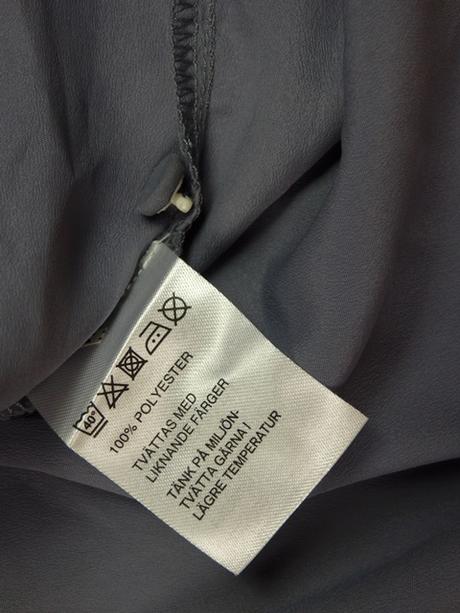 40°
100% POLYESTER
TVÄTTAS MED
LIKNANDE FÄRGER
TÄNK PÅ MILJÖN-
TVÄTTA GÄRNA I
LÄGRE TEMPERATUR